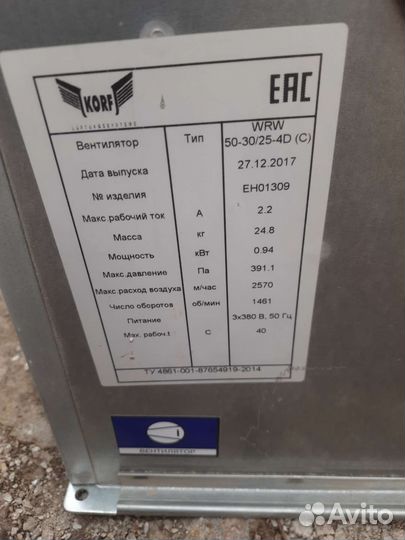 KORF
LUFTUNGSSYSTEME
EAC
Вентилятор Тип WRW 50-30/25-4D (C)
Дата выпуска 27.12.2017
№ изделия EH01309
Макс.рабочий ток А 2.2
Масса кг 24.8
Мощность кВт 0.94
Макс.давление Па 391.1
Макс.расход воздуха м/час 2570
Число оборотов об/мин 1461
Питание 3х380 В, 50 Гц
Мах. рабоч.t С 40
ТУ 4861-001-87654919-2014
ВЕНТИЛЯТОР
Avito